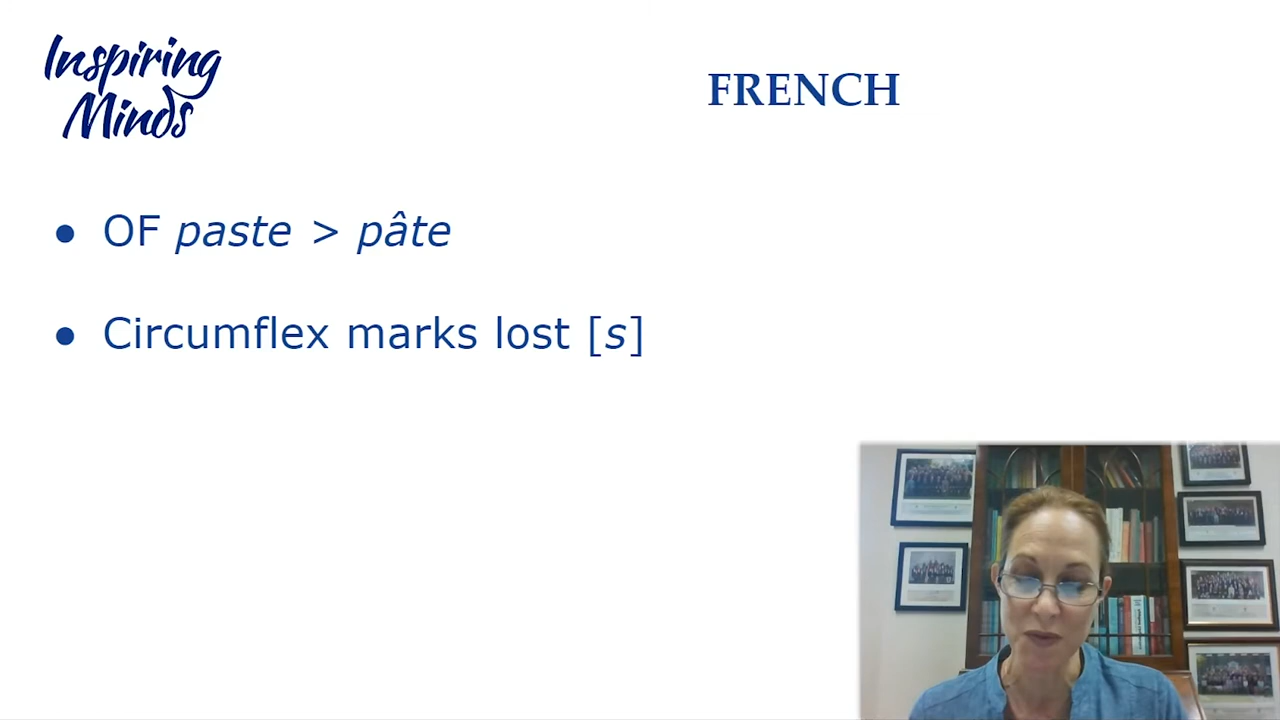 Inspiring
Minds
FRENCH
● OF paste > pâte
● Circumflex marks lost [s]